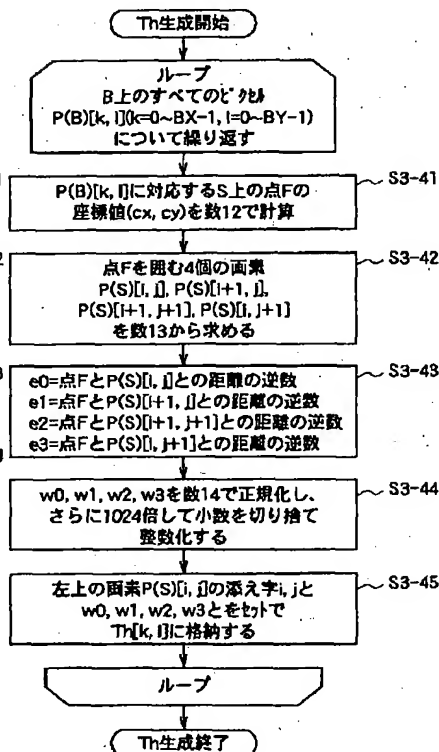 Th生成開始
ループ
B上のすべてのピクセル
P(B)[k, l](k=0~BX-1, l=0~BY-1)
について繰り返す
S3-41
P(B)[k, l]に対応するS上の点Fの
座標値(cx, cy)を数12で計算
S3-42
点Fを囲む4個の画素
P(S)[i, j], P(S)[i+1, j],
P(S)[i+1, j+1], P(S)[i, j+1]
を数13から求める
S3-43
e0=点FとP(S)[i, j]との距離の逆数
e1=点FとP(S)[i+1, j]との距離の逆数
e2=点FとP(S)[i+1, j+1]との距離の逆数
e3=点FとP(S)[i, j+1]との距離の逆数
S3-44
w0, w1, w2, w3を数14で正規化し、
さらに1024倍して小数を切り捨て
整数化する
S3-45
左上の画素P(S)[i, j]の添え字i, jと
w0, w1, w2, w3とをセットで
Th[k, l]に格納する
ループ
Th生成終了